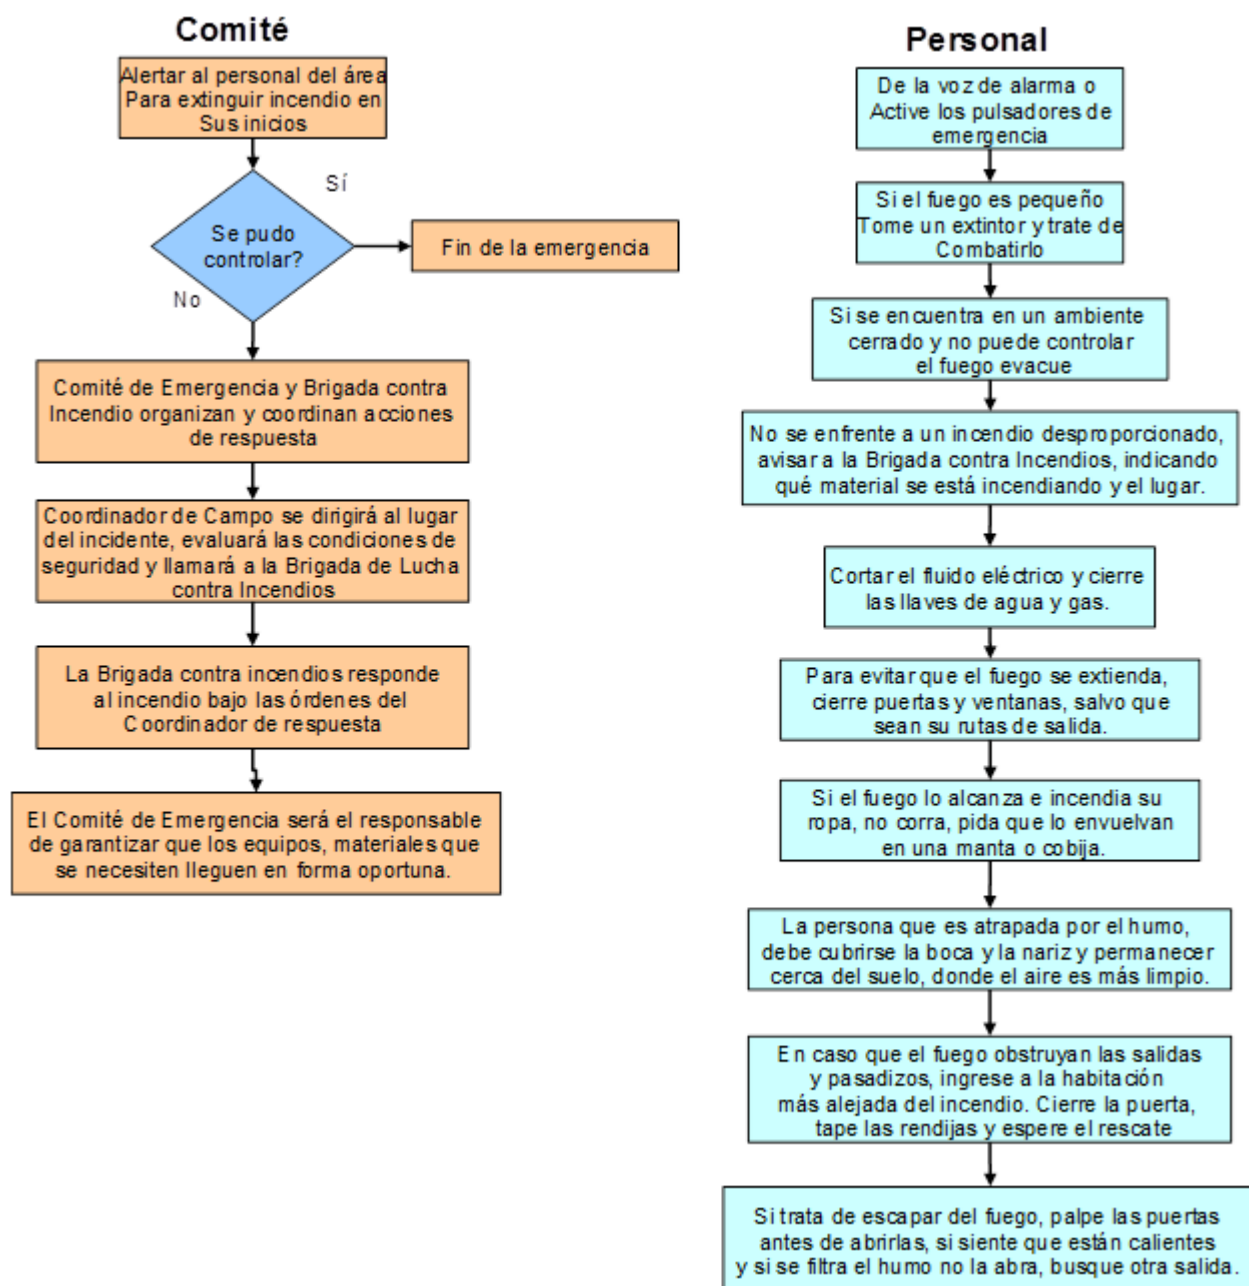 Comité
Alertar al personal del área
Para extinguir incendio en
Sus inicios
Sí
Se pudo
controlar?
Fin de la emergencia
No
Comité de Emergencia y Brigada contra
Incendio organizan y coordinan acciones
de respuesta
Coordinador de Campo se dirigirá al lugar
del incidente, evaluará las condiciones de
seguridad y llamará a la Brigada de Lucha
contra Incendios
La Brigada contra incendios responde
al incendio bajo las órdenes del
Coordinador de respuesta
El Comité de Emergencia será el responsable
de garantizar que los equipos, materiales que
se necesiten lleguen en forma oportuna.
Personal
De la voz de alarma o
Active los pulsadores de
emergencia
Si el fuego es pequeño
Tome un extintor y trate de
Combatirlo
Si se encuentra en un ambiente
cerrado y no puede controlar
el fuego evacue
No se enfrente a un incendio desproporcionado,
avisar a la Brigada contra Incendios, indicando
qué material se está incendiando y el lugar.
Cortar el fluido eléctrico y cierre
las llaves de agua y gas.
Para evitar que el fuego se extienda,
cierre puertas y ventanas, salvo que
sean su rutas de salida.
Si el fuego lo alcanza e incendia su
ropa, no corra, pida que lo envuelvan
en una manta o cobija.
La persona que es atrapada por el humo,
debe cubrirse la boca y la nariz y permanecer
cerca del suelo, donde el aire es más limpio.
En caso que el fuego obstruyan las salidas
y pasadizos, ingrese a la habitación
más alejada del incendio. Cierre la puerta,
tape las rendijas y espere el rescate
Si trata de escapar del fuego, palpe las puertas
antes de abrirlas, si siente que están calientes
y si se filtra el humo no la abra, busque otra salida.